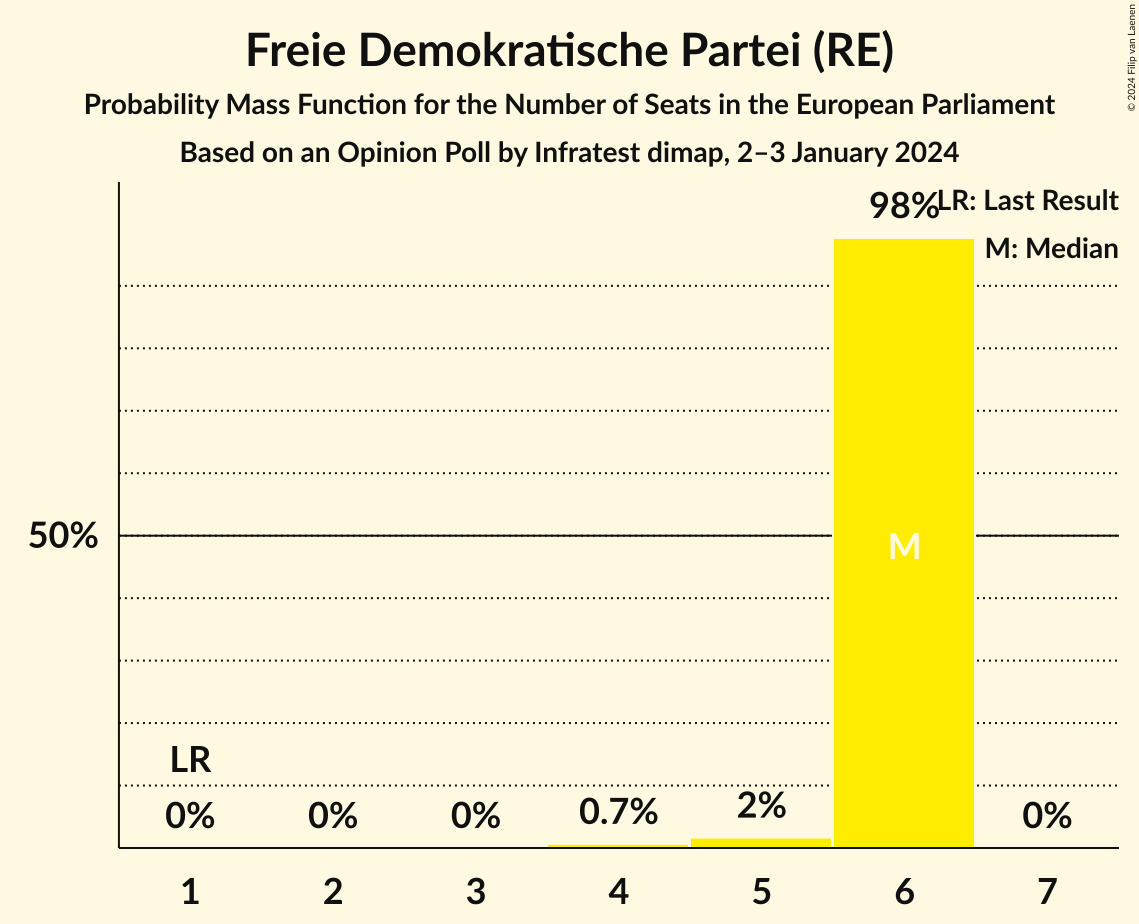 Freie Demokratische Partei (RE)
Probability Mass Function for the Number of Seats in the European Parliament
Based on an Opinion Poll by Infratest dimap, 2–3 January 2024
© 2024 Filip van Laenen
98%
LR: Last Result
M: Median
50%
M
LR
0% 0% 0% 0.7% 2% 0%
1 2 3 4 5 6 7